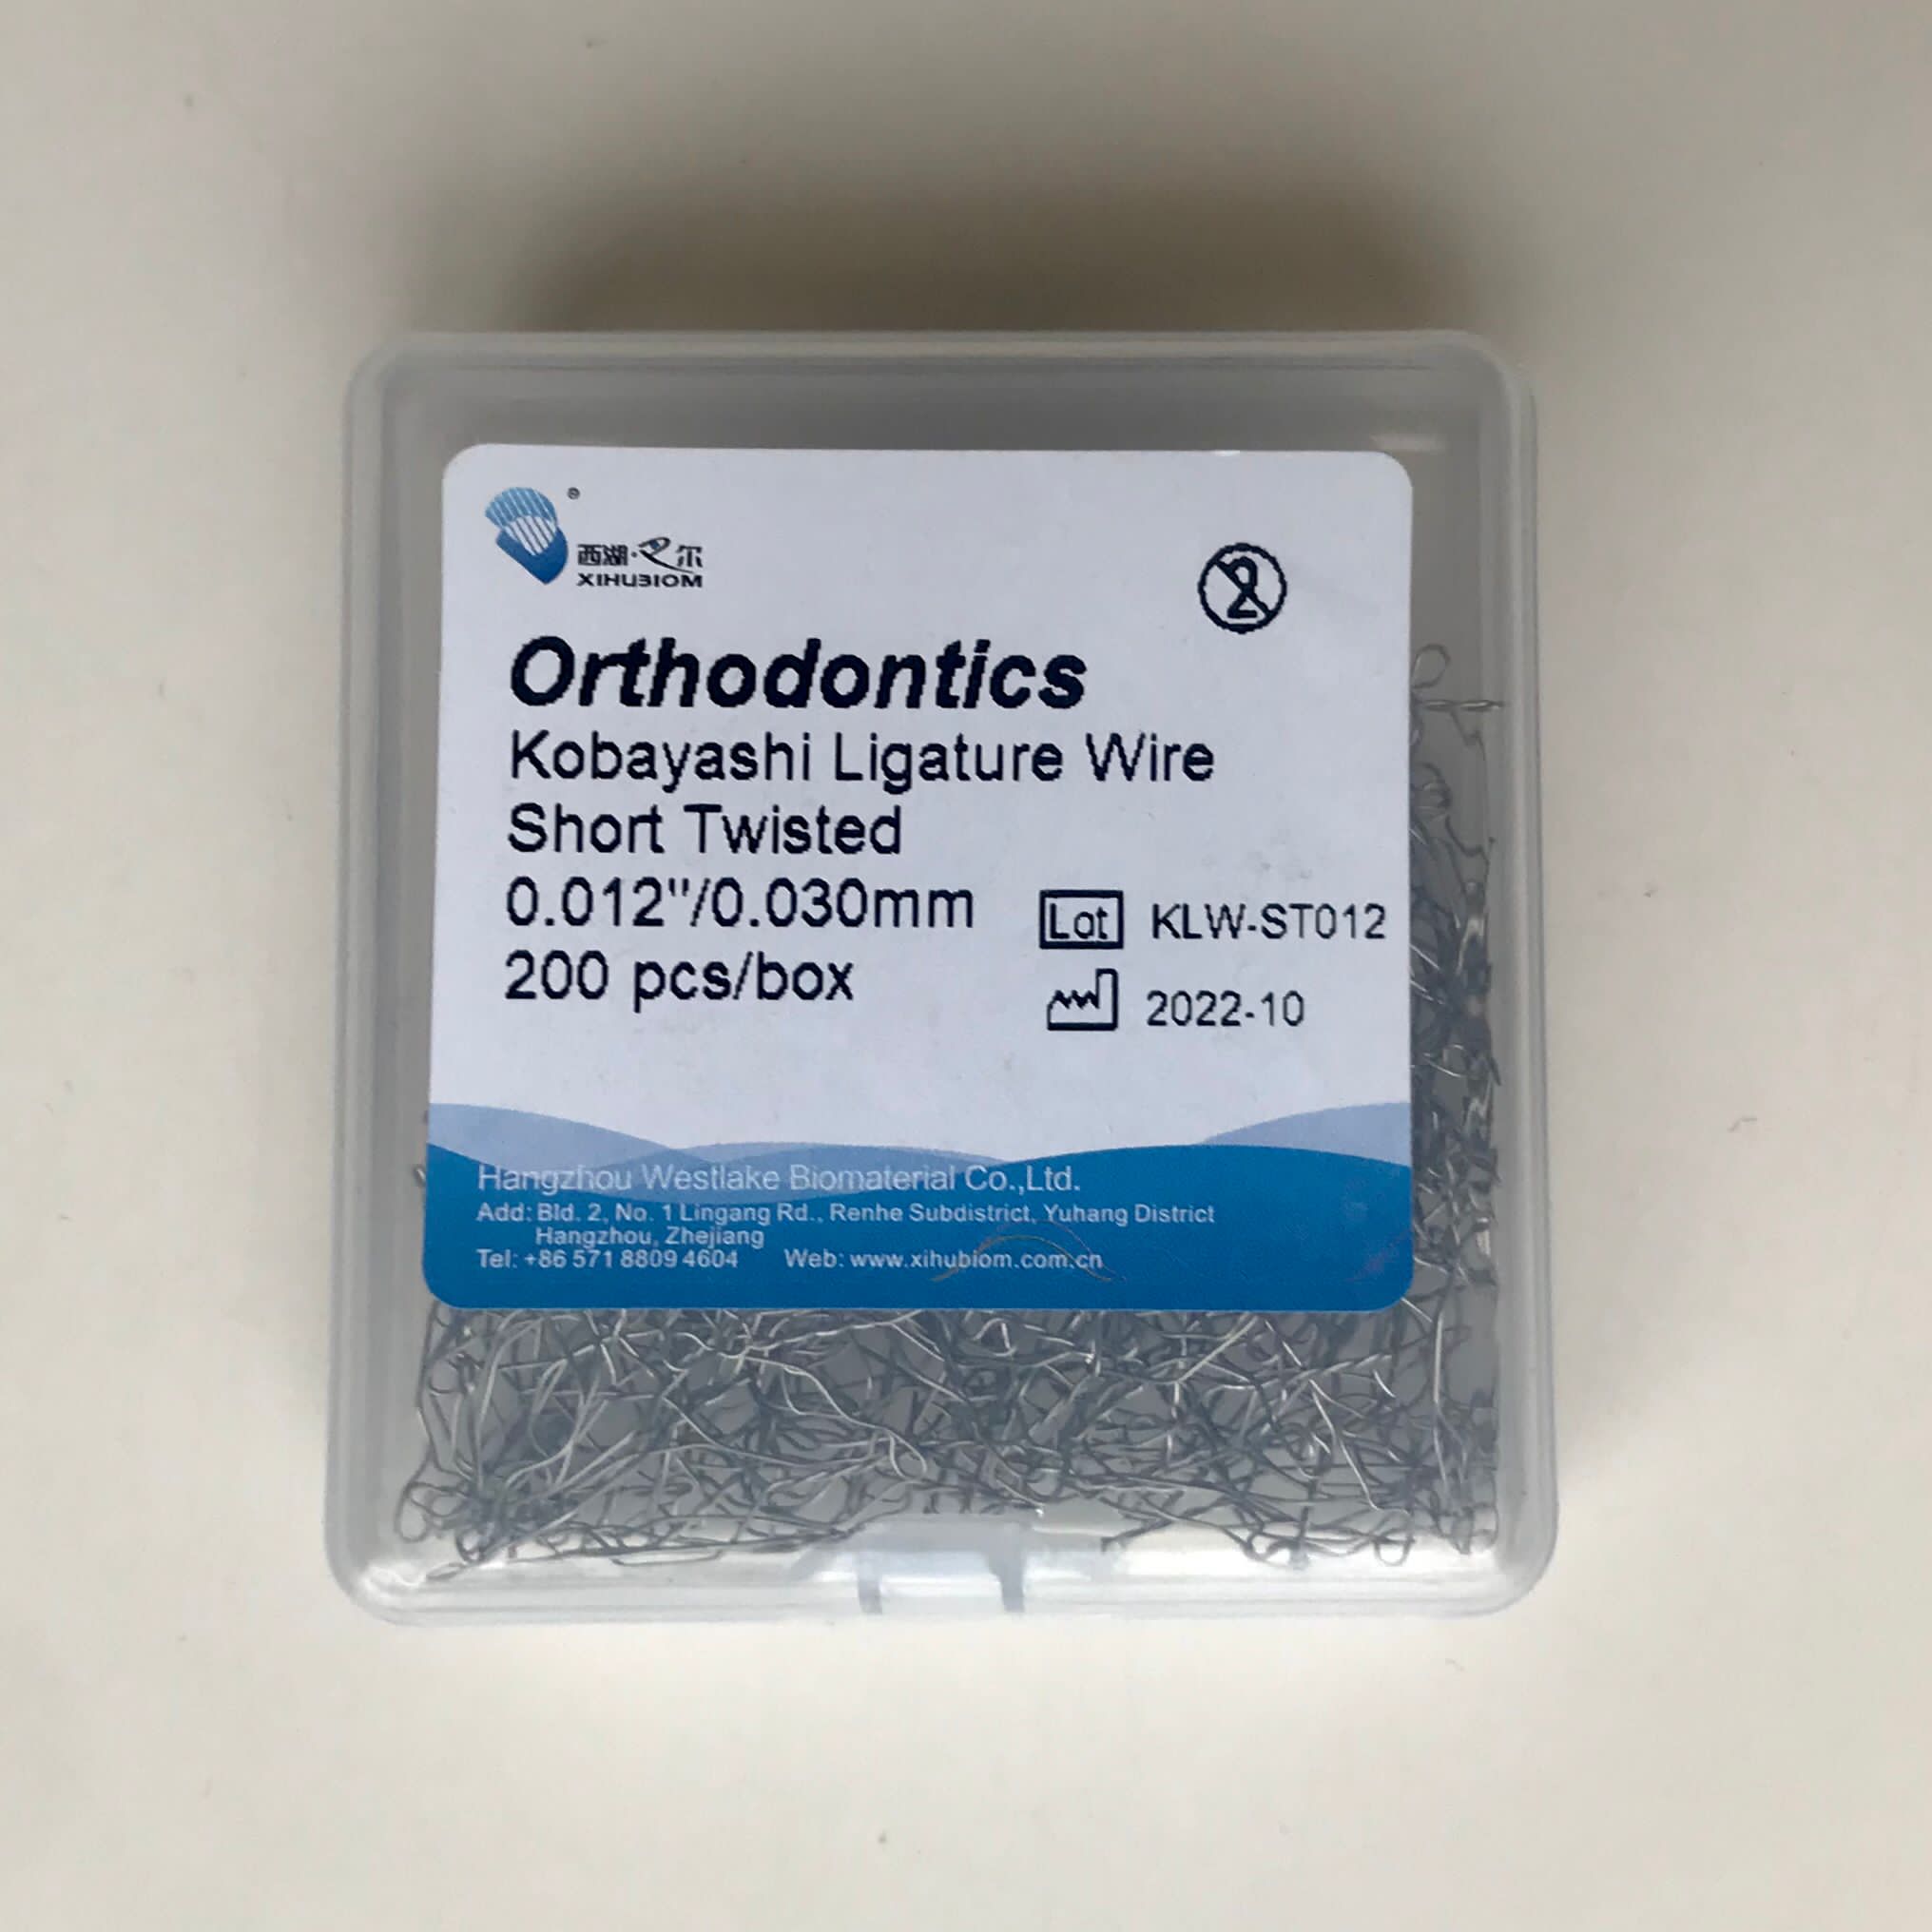 ®
西湖·巴尔
XIHUBIOM
2
Orthodontics
Kobayashi Ligature Wire
Short Twisted
0.012"/0.030mm
Lot KLW-ST012
200 pcs/box
2022-10
Hangzhou Westlake Biomaterial Co.,Ltd.
Add: Bld. 2, No. 1 Lingang Rd., Renhe Subdistrict, Yuhang District
Hangzhou, Zhejiang
Tel: +86 571 8809 4604 Web: www.xihubiom.com.cn